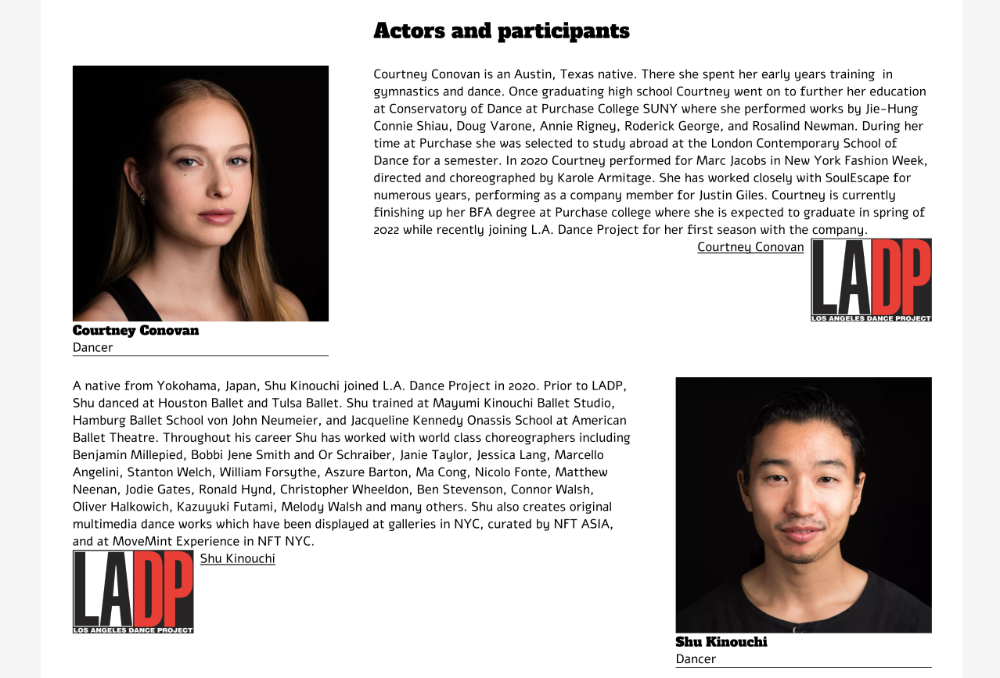 Actors and participants
Courtney Conovan is an Austin, Texas native. There she spent her early years training  in
gymnastics and dance. Once graduating high school Courtney went on to further her education
at Conservatory of Dance at Purchase College SUNY where she performed works by Jie-Hung
Connie Shiau, Doug Varone, Annie Rigney, Roderick George, and Rosalind Newman. During her
time at Purchase she was selected to study abroad at the London Contemporary School of
Dance for a semester. In 2020 Courtney performed for Marc Jacobs in New York Fashion Week,
directed and choreographed by Karole Armitage. She has worked closely with SoulEscape for
numerous years, performing as a company member for Justin Giles. Courtney is currently
finishing up her BFA degree at Purchase college where she is expected to graduate in spring of
2022 while recently joining L.A. Dance Project for her first season with the company.
Courtney Conovan
LADP
LOS ANGELES DANCE PROJECT
Courtney Conovan
Dancer
A native from Yokohama, Japan, Shu Kinouchi joined L.A. Dance Project in 2020. Prior to LADP,
Shu danced at Houston Ballet and Tulsa Ballet. Shu trained at Mayumi Kinouchi Ballet Studio,
Hamburg Ballet School von John Neumeier, and Jacqueline Kennedy Onassis School at American
Ballet Theatre. Throughout his career Shu has worked with world class choreographers including
Benjamin Millepied, Bobbi Jene Smith and Or Schraiber, Janie Taylor, Jessica Lang, Marcello
Angelini, Stanton Welch, William Forsythe, Aszure Barton, Ma Cong, Nicolo Fonte, Matthew
Neenan, Jodie Gates, Ronald Hynd, Christopher Wheeldon, Ben Stevenson, Connor Walsh,
Oliver Halkowich, Kazuyuki Futami, Melody Walsh and many others. Shu also creates original
multimedia dance works which have been displayed at galleries in NYC, curated by NFT ASIA,
and at MoveMint Experience in NFT NYC.
Shu Kinouchi
LADP
LOS ANGELES DANCE PROJECT
Shu Kinouchi
Dancer